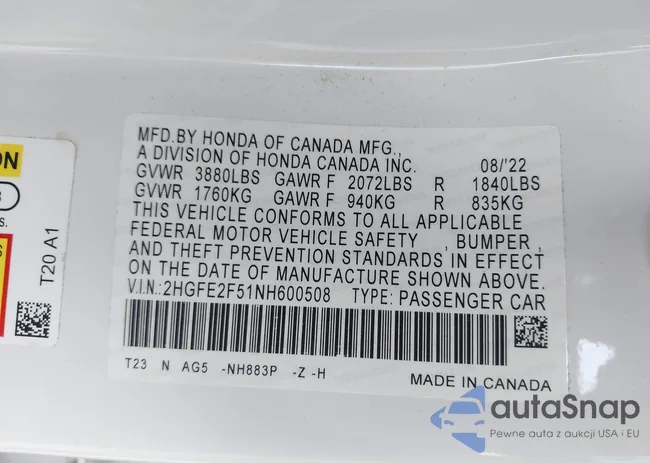 MFD.BY HONDA OF CANADA MFG.,
A DIVISION OF HONDA CANADA INC. 08/'22
GVWR 3880LBS GAWR F 2072LBS R 1840LBS
GVWR 1760KG GAWR F 940KG R 835KG
THIS VEHICLE CONFORMS TO ALL APPLICABLE
FEDERAL MOTOR VEHICLE SAFETY , BUMPER ,
AND THEFT PREVENTION STANDARDS IN EFFECT
ON THE DATE OF MANUFACTURE SHOWN ABOVE.
V.I.N.: 2HGFE2F51NH600508 TYPE: PASSENGER CAR
T23 N AG5 -NH883P -Z -H
MADE IN CANADA
T20 A1
autaSnap
Pewne auta z aukcji USA i EU